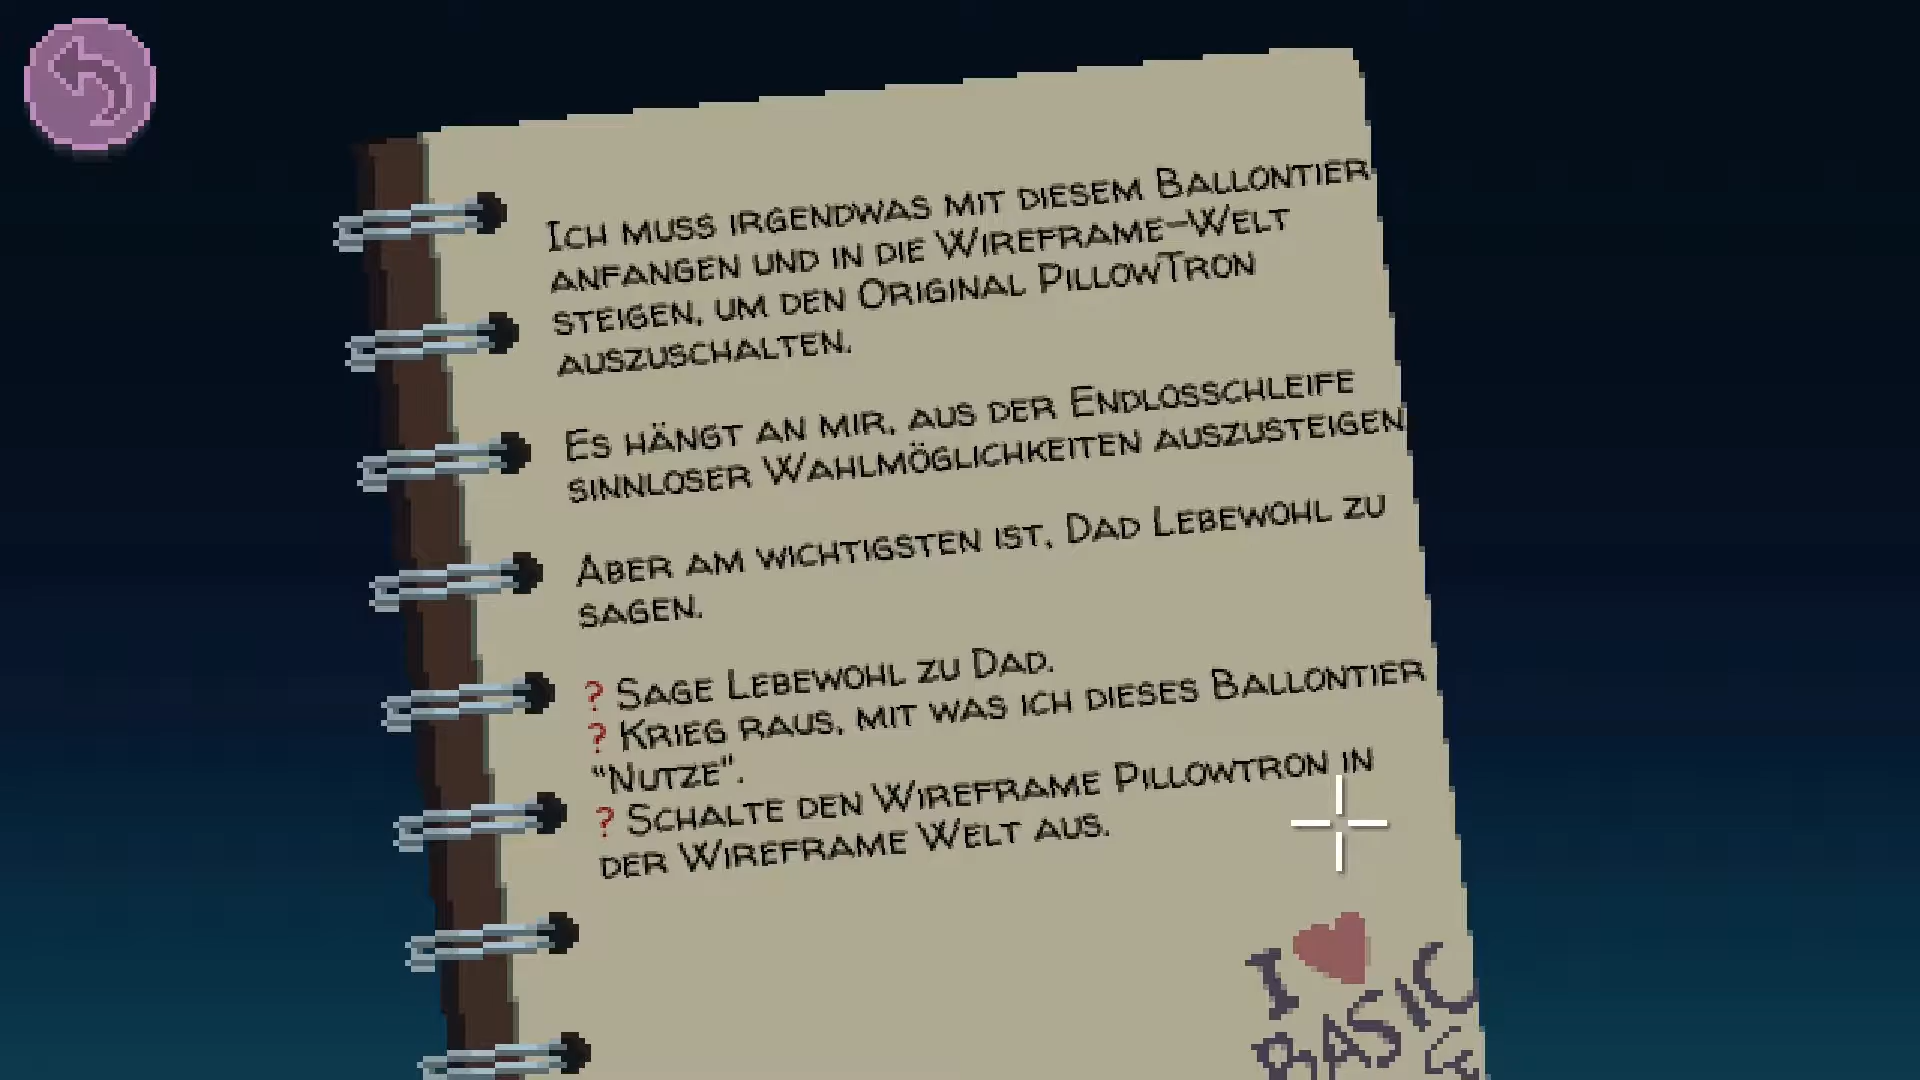 Ich muss irgendwas mit diesem Ballontier
anfangen und in die Wireframe-Welt
steigen, um den Original PillowTron
auszuschalten.
Es hängt an mir, aus der Endlosschleife
sinnloser Wahlmöglichkeiten auszusteigen
Aber am wichtigsten ist, Dad Lebewohl zu
sagen.
? Sage Lebewohl zu Dad.
? Krieg raus, mit was ich dieses Ballontier
"Nutze".
? Schalte den Wireframe Pillowtron in
der Wireframe Welt aus.
I ♥
BASIC